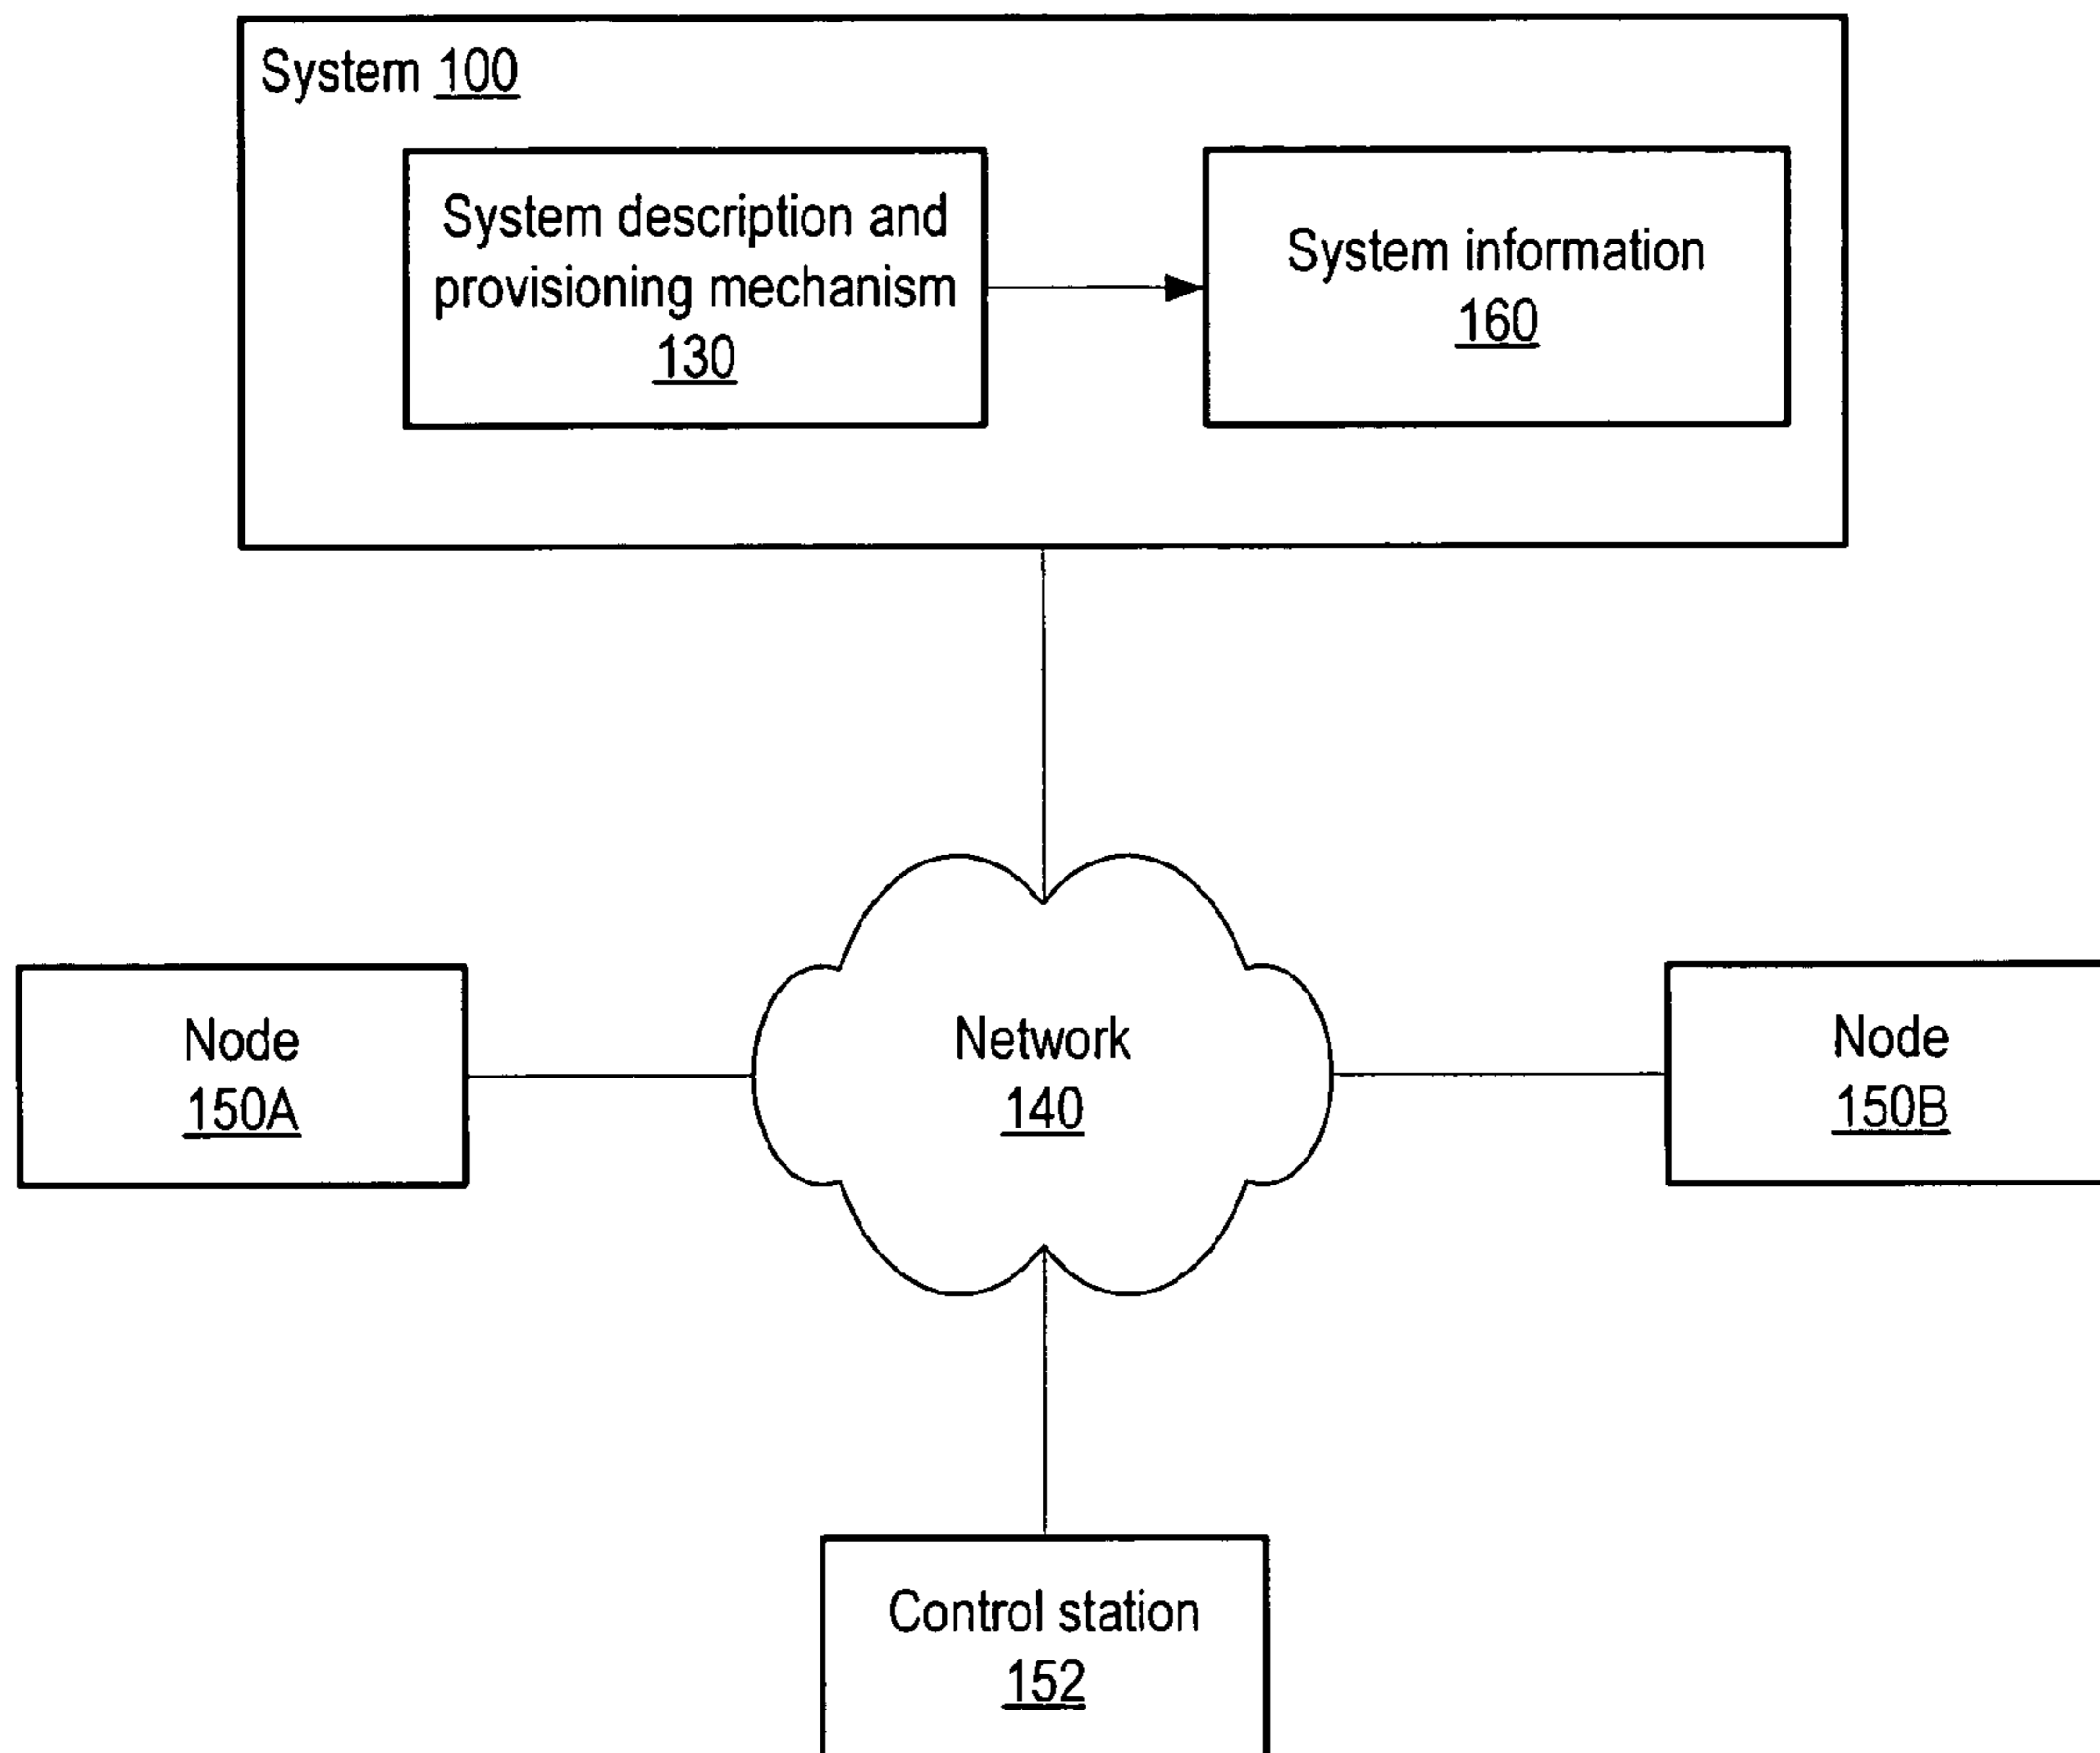 System 100
System description and
provisioning mechanism
130
System information
160
Node
150A
Network
140
Node
150B
Control station
152